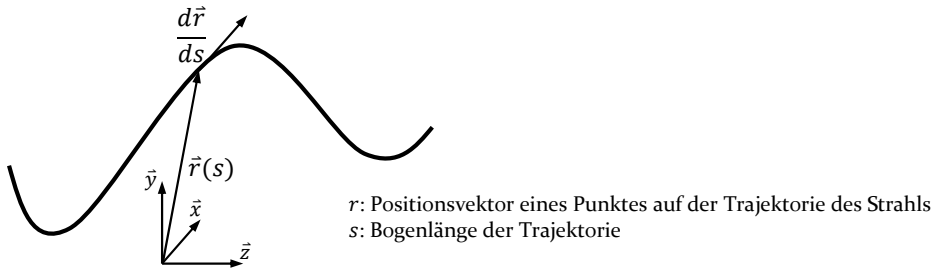 dr⃗
ds
r⃗(s)
y⃗
x⃗
z⃗
r: Positionsvektor eines Punktes auf der Trajektorie des Strahls
s: Bogenlänge der Trajektorie